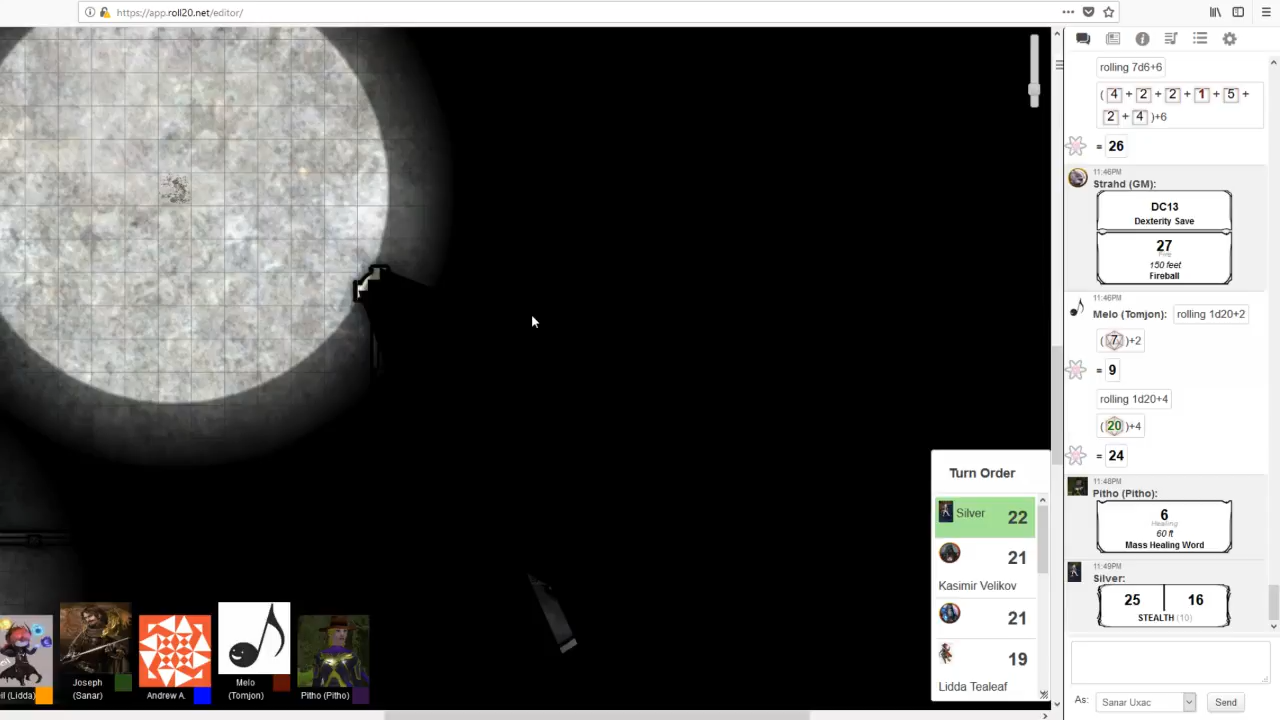 https://app.roll20.net/editor/
rolling 7d6+6
( 4 + 2 + 2 + 1 + 5 +
2 + 4 )+6
= 26
11:46PM
Strahd (GM):
DC13
Dexterity Save
27
Fire
150 feet
Fireball
11:46PM
Melo (Tomjon): rolling 1d20+2
( 7 )+2
= 9
rolling 1d20+4
( 20 )+4
= 24
11:48PM
Pitho (Pitho):
6
Healing
60 ft
Mass Healing Word
11:49PM
Silver:
25 16
STEALTH (10)
As: Sanar Uxac Send
Turn Order
Silver 22
21
Kasimir Velikov
21
19
Lidda Tealeaf
eil (Lidda)
Joseph
(Sanar)
Andrew A.
Melo
(Tomjon)
Pitho (Pitho)